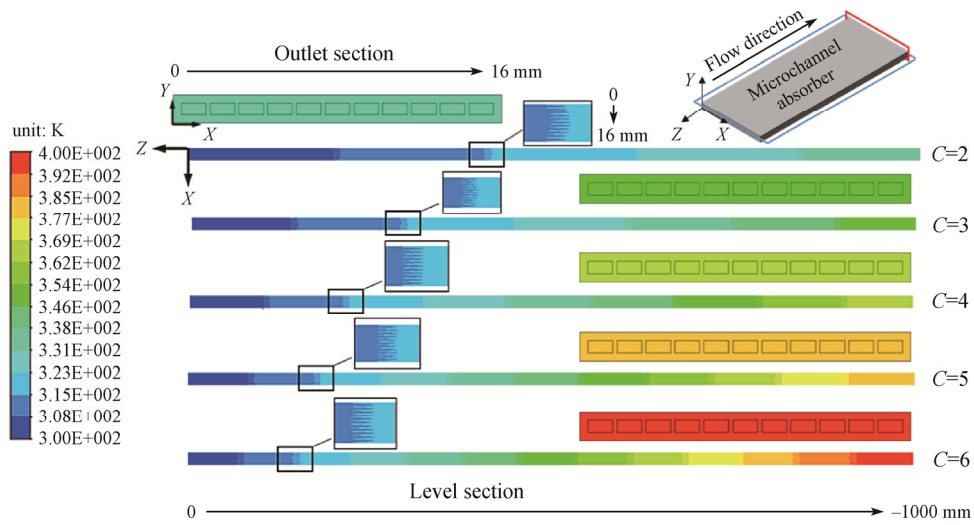 Outlet section
0
16 mm
Y
X
Flow direction
Microchannel
absorber
Y
Z
X
0
16 mm
unit: K
4.00E+002
3.92E+002
3.85E+002
3.77E+002
3.69E+002
3.62E+002
3.54E+002
3.46E+002
3.38E+002
3.31E+002
3.23E+002
3.15E+002
3.08E+002
3.00E+002
Z
X
C=2
C=3
C=4
C=5
C=6
Level section
0
–1000 mm